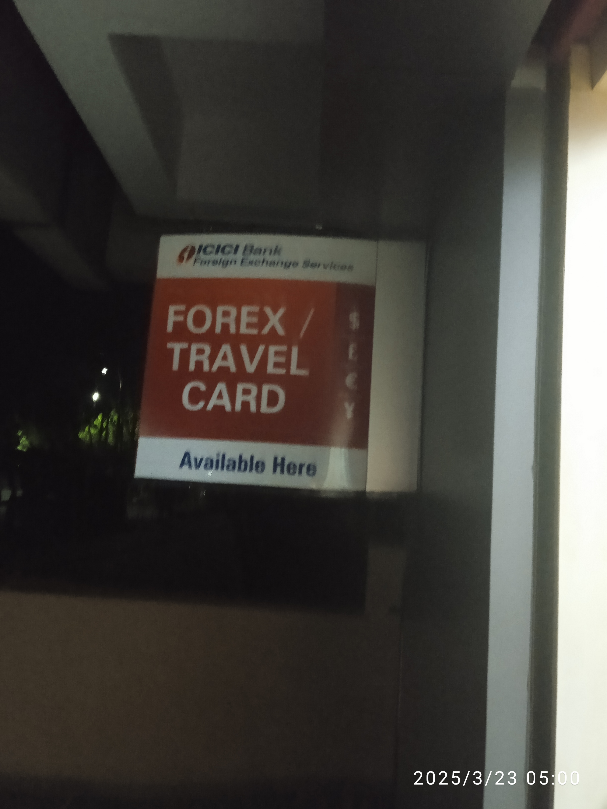 ICICI Bank
Foreign Exchange Services
FOREX /
TRAVEL
CARD
$
£
€
¥
Available Here
2025/3/23 05:00